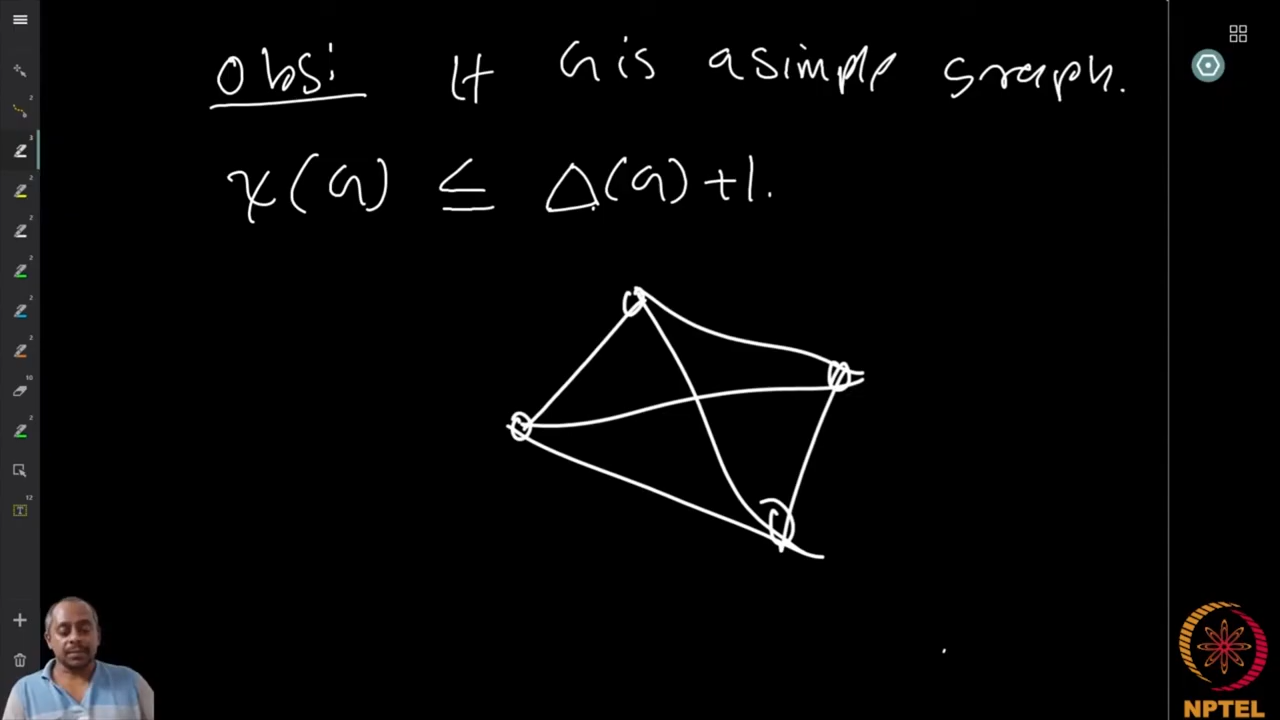 Obs: If G is a simple graph.
χ(G) ≤ Δ(G)+1.
NPTEL